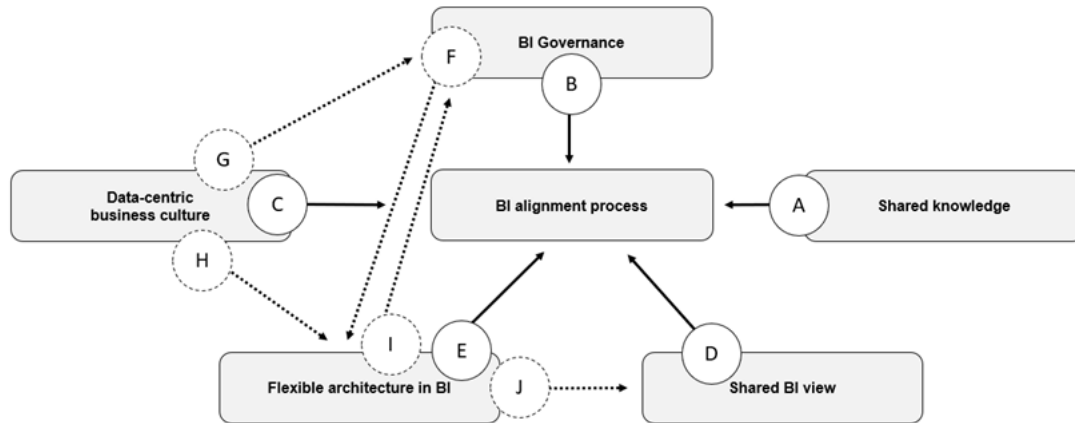 BI Governance
F
B
G
Data-centric
business culture
C
BI alignment process
A
Shared knowledge
H
I
E
D
Flexible architecture in BI
J
Shared BI view